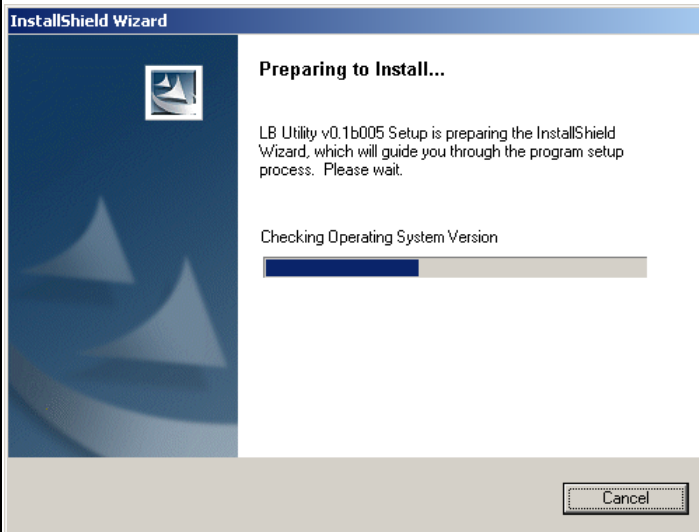 InstallShield Wizard
Preparing to Install...
LB Utility v0.1b005 Setup is preparing the InstallShield
Wizard, which will guide you through the program setup
process. Please wait.
Checking Operating System Version
Cancel